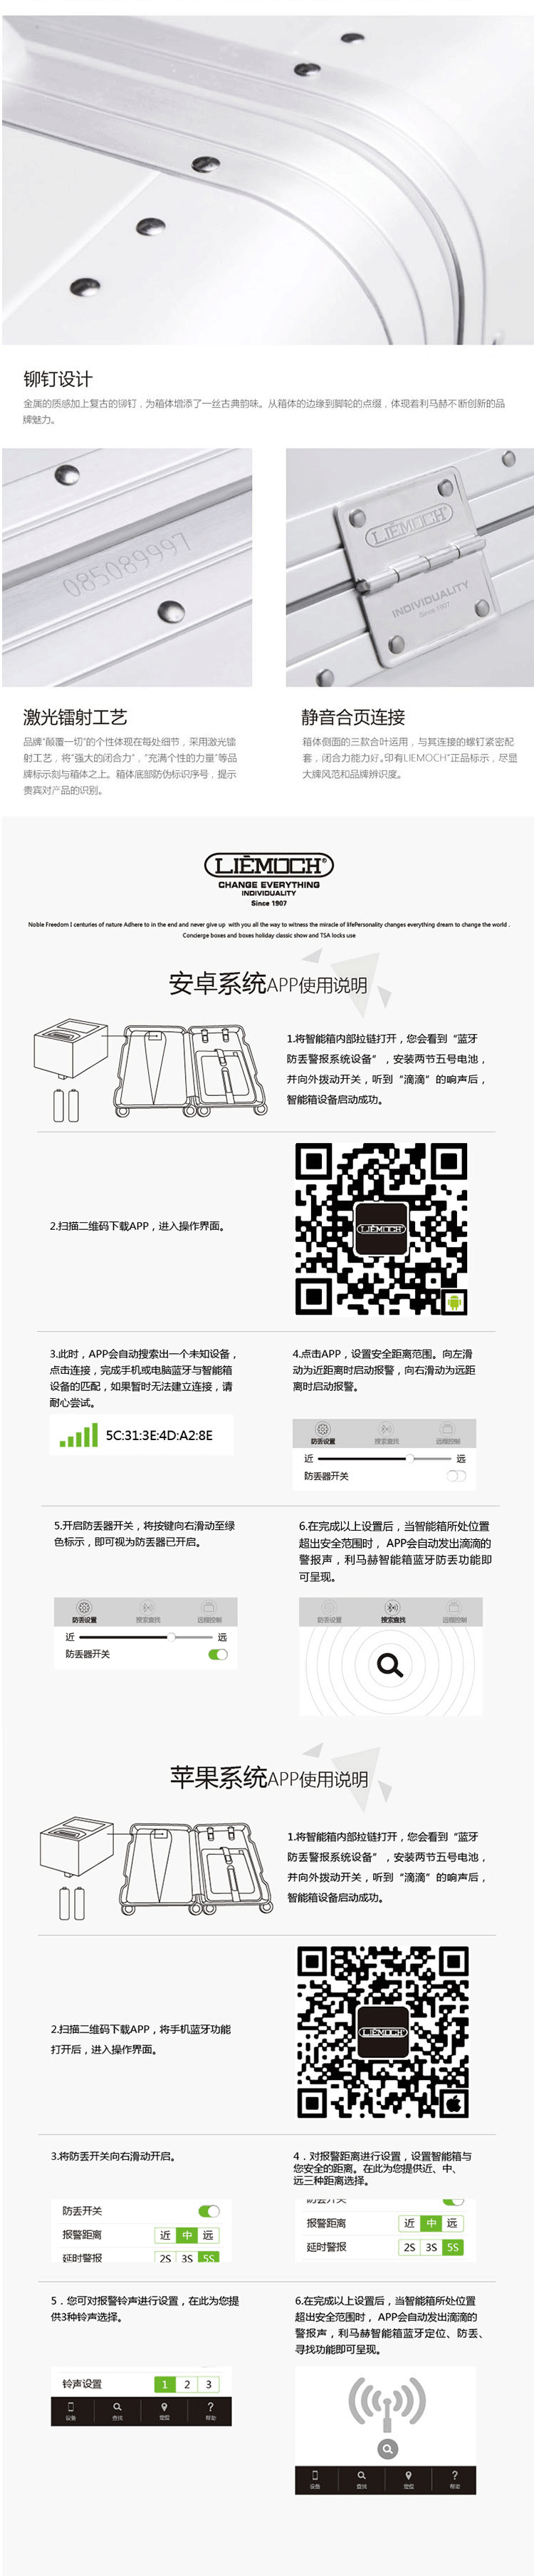 铆钉设计
金属的质感加上复古的铆钉，为箱体增添了一丝古典韵味。从箱体的边缘到脚轮的点缀，体现着利马赫不断创新的品
牌魅力。
085089997
LIĒMOCH
INDIVIDUALITY
Since 1907
激光镭射工艺
品牌"颠覆一切"的个性体现在每处细节，采用激光镭
射工艺，将"强大的闭合力"，"充满个性的力量"等品
牌标示刻与箱体之上。箱体底部防伪标识序号，提示
贵宾对产品的识别。
静音合页连接
箱体侧面的三款合叶运用，与其连接的螺钉紧密配
套，闭合力能力好。印有LIEMOCH"正品标示，尽显
大牌风范和品牌辨识度。
LIĒMOCH®
CHANGE EVERYTHING
INDIVIDUALITY
Since 1907
Noble Freedom I centuries of nature Adhere to in the end and never give up with you all the way to witness the miracle of lifePersonality changes everything dream to change the world .
Concierge boxes and boxes holiday classic show and TSA locks use
安卓系统APP使用说明
1.将智能箱内部拉链打开，您会看到“蓝牙
防丢警报系统设备”，安装两节五号电池，
并向外拨动开关，听到“滴滴”的响声后，
智能箱设备启动成功。
2.扫描二维码下载APP，进入操作界面。
LIĒMOCH
3.此时，APP会自动搜索出一个未知设备，
点击连接，完成手机或电脑蓝牙与智能箱
设备的匹配，如果暂时无法建立连接，请
耐心尝试。
5C:31:3E:4D:A2:8E
4.点击APP，设置安全距离范围。向左滑
动为近距离时启动报警，向右滑动为远距
离时启动报警。
防丢设置 搜索查找 远程控制
近 远
防丢器开关
5.开启防丢器开关，将按键向右滑动至绿
色标示，即可视为防丢器已开启。
防丢设置 搜索查找 远程控制
近 远
防丢器开关
6.在完成以上设置后，当智能箱所处位置
超出安全范围时， APP会自动发出滴滴的
警报声，利马赫智能箱蓝牙防丢功能即
可呈现。
防丢设置 搜索查找 远程控制
苹果系统APP使用说明
1.将智能箱内部拉链打开，您会看到“蓝牙
防丢警报系统设备”，安装两节五号电池，
并向外拨动开关，听到“滴滴”的响声后，
智能箱设备启动成功。
2.扫描二维码下载APP，将手机蓝牙功能
打开后，进入操作界面。
LIĒMOCH
3.将防丢开关向右滑动开启。
防丢开关
报警距离 近 中 远
延时警报 2S 3S 5S
4．对报警距离进行设置，设置智能箱与
您安全的距离。在此为您提供近、中、
远三种距离选择。
防丢开关
报警距离 近 中 远
延时警报 2S 3S 5S
5．您可对报警铃声进行设置，在此为您提
供3种铃声选择。
铃声设置 1 2 3
设备 查找 定位 帮助
6.在完成以上设置后，当智能箱所处位置
超出安全范围时， APP会自动发出滴滴的
警报声，利马赫智能箱蓝牙定位、防丢、
寻找功能即可呈现。
设备 查找 定位 帮助